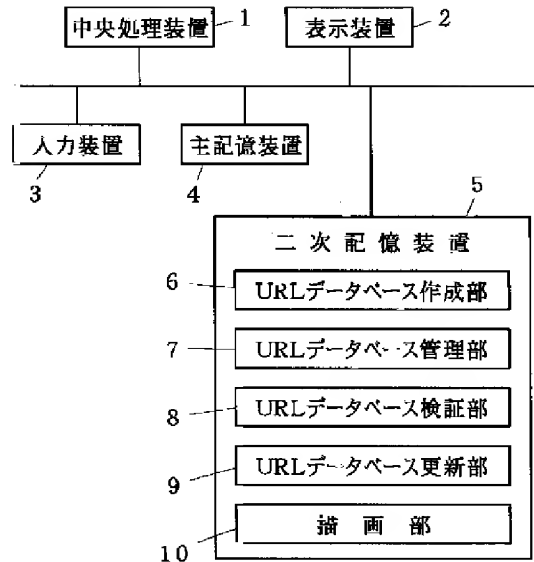 中央処理装置 1
表示装置 2
入力装置
主記憶装置
3
4
5
二次記憶装置
6 URLデータベース作成部
7 URLデータベース管理部
8 URLデータベース検証部
9 URLデータベース更新部
描画部
10